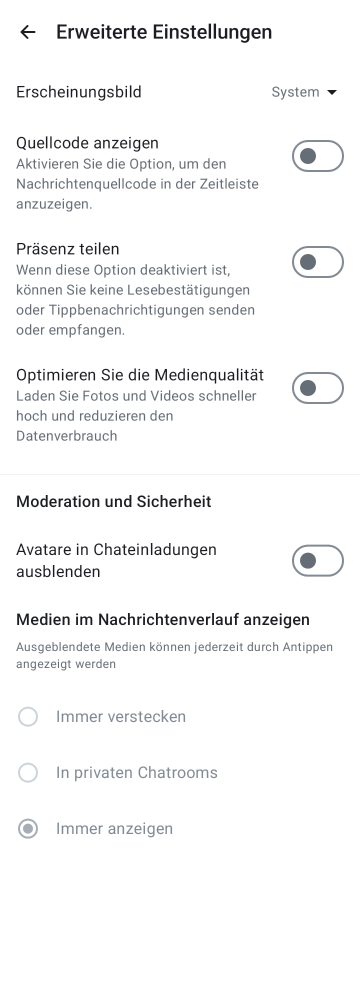 Erweiterte Einstellungen
Erscheinungsbild
System
Quellcode anzeigen
Aktivieren Sie die Option, um den
Nachrichtenquellcode in der Zeitleiste
anzuzeigen.
Präsenz teilen
Wenn diese Option deaktiviert ist,
können Sie keine Lesebestätigungen
oder Tippbenachrichtigungen senden
oder empfangen.
Optimieren Sie die Medienqualität
Laden Sie Fotos und Videos schneller
hoch und reduzieren den
Datenverbrauch
Moderation und Sicherheit
Avatare in Chateinladungen
ausblenden
Medien im Nachrichtenverlauf anzeigen
Ausgeblendete Medien können jederzeit durch Antippen
angezeigt werden
Immer verstecken
In privaten Chatrooms
Immer anzeigen